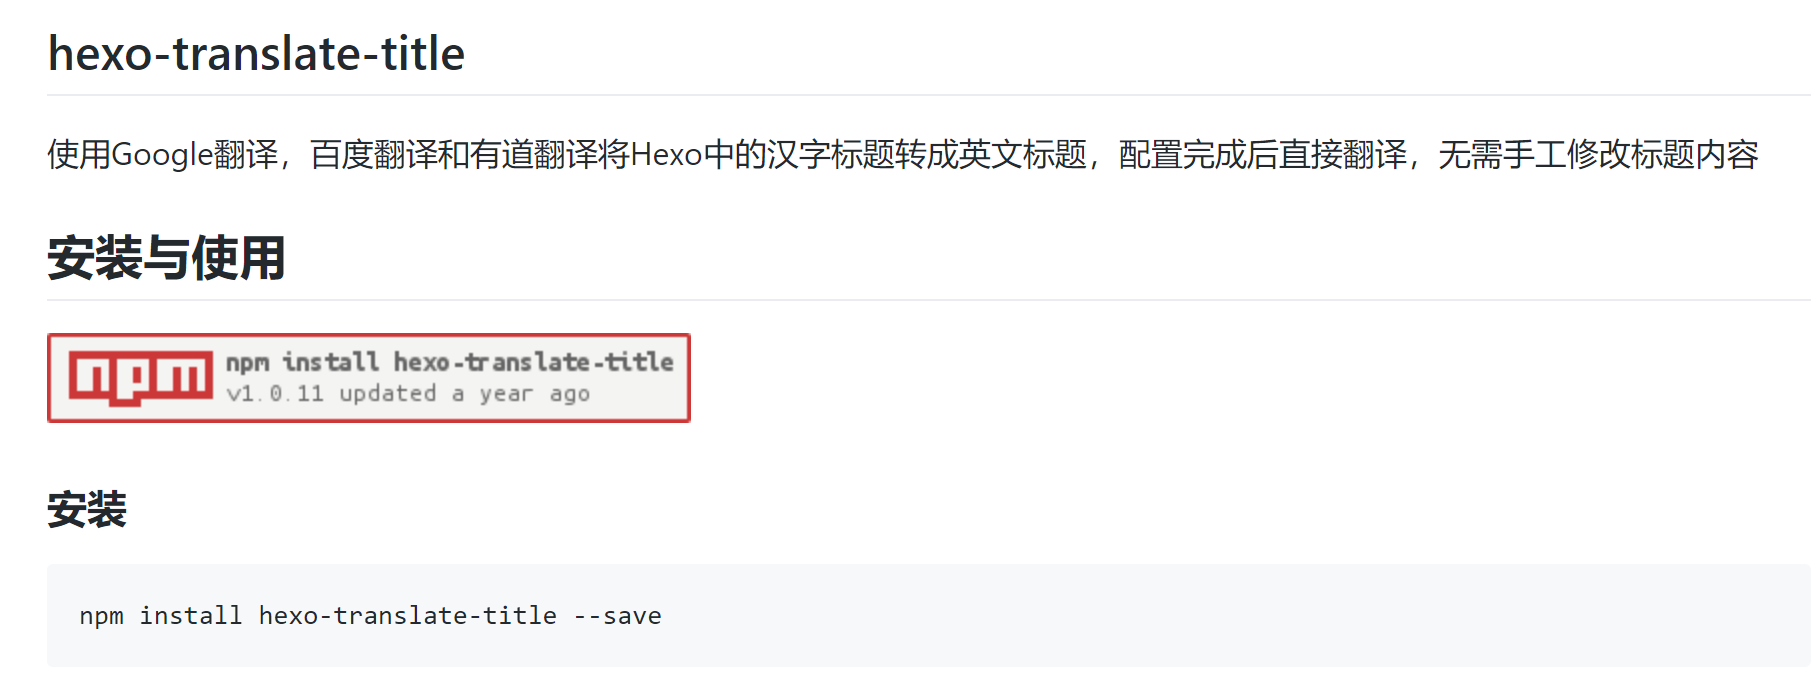 hexo-translate-title
使用Google翻译，百度翻译和有道翻译将Hexo中的汉字标题转成英文标题，配置完成后直接翻译，无需手工修改标题内容
安装与使用
npm npm install hexo-translate-title
v1.0.11 updated a year ago
安装
npm install hexo-translate-title --save